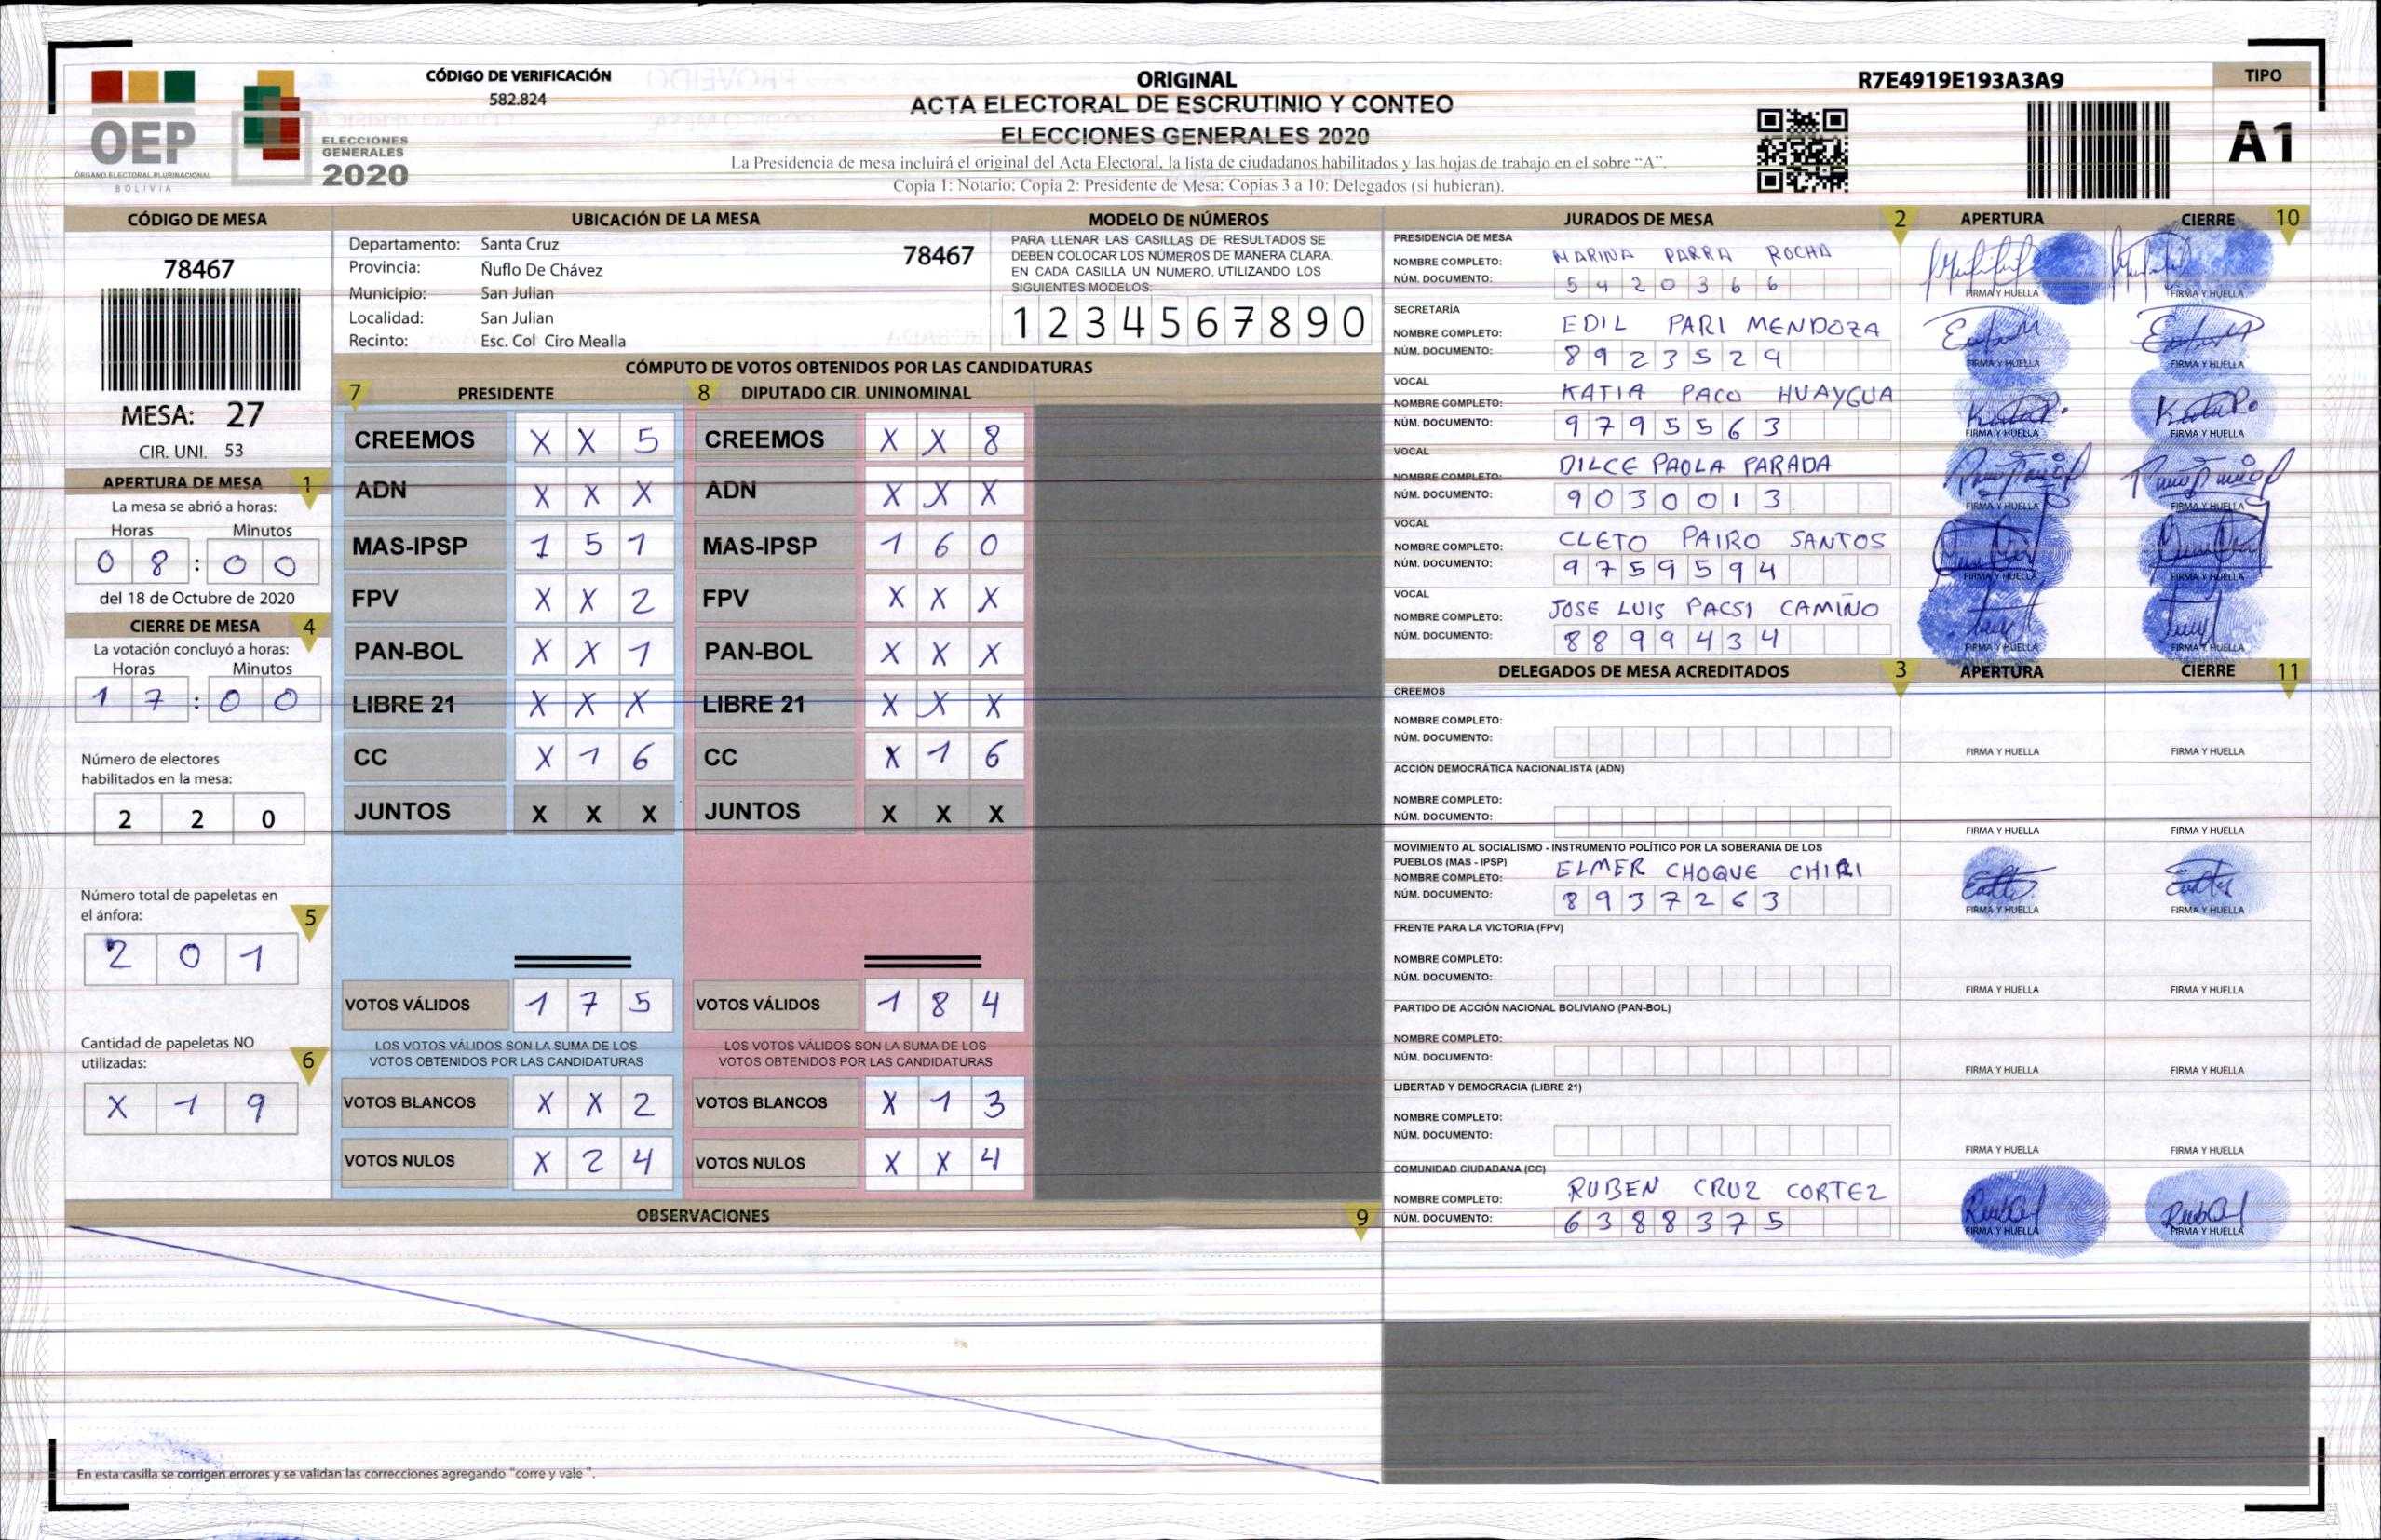 OEP
ÓRGANO ELECTORAL PLURINACIONAL
BOLIVIA
ELECCIONES
GENERALES
2020
CÓDIGO DE VERIFICACIÓN
582.824
ORIGINAL
ACTA ELECTORAL DE ESCRUTINIO Y CONTEO
ELECCIONES GENERALES 2020
La Presidencia de mesa incluirá el original del Acta Electoral, la lista de ciudadanos habilitados y las hojas de trabajo en el sobre "A".
Copia 1: Notario; Copia 2: Presidente de Mesa; Copias 3 a 10: Delegados (si hubieran).
R7E4919E193A3A9
TIPO
A1
CÓDIGO DE MESA
78467
MESA: 27
CIR. UNI. 53
APERTURA DE MESA 1
La mesa se abrió a horas:
Horas Minutos
0 8 : 0 0
del 18 de Octubre de 2020
CIERRE DE MESA 4
La votación concluyó a horas:
Horas Minutos
1 7 : 0 0
Número de electores
habilitados en la mesa:
2 2 0
Número total de papeletas en
el ánfora: 5
2 0 1
Cantidad de papeletas NO
utilizadas: 6
X 1 9
UBICACIÓN DE LA MESA
Departamento: Santa Cruz
78467
Provincia: Ñuflo De Chávez
Municipio: San Julian
Localidad: San Julian
Recinto: Esc. Col Ciro Mealla
MODELO DE NÚMEROS
PARA LLENAR LAS CASILLAS DE RESULTADOS SE
DEBEN COLOCAR LOS NÚMEROS DE MANERA CLARA.
EN CADA CASILLA UN NÚMERO, UTILIZANDO LOS
SIGUIENTES MODELOS:
1 2 3 4 5 6 7 8 9 0
CÓMPUTO DE VOTOS OBTENIDOS POR LAS CANDIDATURAS
7 PRESIDENTE 8 DIPUTADO CIR. UNINOMINAL
CREEMOS X X 5 CREEMOS X X 8
ADN X X X ADN X X X
MAS-IPSP 1 5 1 MAS-IPSP 1 6 0
FPV X X 2 FPV X X X
PAN-BOL X X 1 PAN-BOL X X X
LIBRE 21 X X X LIBRE 21 X X X
CC X 1 6 CC X 1 6
JUNTOS X X X JUNTOS X X X
VOTOS VÁLIDOS 1 7 5 VOTOS VÁLIDOS 1 8 4
LOS VOTOS VÁLIDOS SON LA SUMA DE LOS LOS VOTOS VÁLIDOS SON LA SUMA DE LOS
VOTOS OBTENIDOS POR LAS CANDIDATURAS VOTOS OBTENIDOS POR LAS CANDIDATURAS
VOTOS BLANCOS X X 2 VOTOS BLANCOS X 1 3
VOTOS NULOS X 2 4 VOTOS NULOS X X 4
OBSERVACIONES 9
En esta casilla se corrigen errores y se validan las correcciones agregando "corre y vale ".
JURADOS DE MESA 2 APERTURA CIERRE 10
PRESIDENCIA DE MESA
NOMBRE COMPLETO: MARINA PARRA ROCHA
NÚM. DOCUMENTO: 5 4 2 0 3 6 6 FIRMA Y HUELLA FIRMA Y HUELLA
SECRETARÍA
NOMBRE COMPLETO: EDIL PARI MENDOZA
NÚM. DOCUMENTO: 8 9 2 3 5 2 9 FIRMA Y HUELLA FIRMA Y HUELLA
VOCAL
NOMBRE COMPLETO: KATIA PACO HUAYGUA
NÚM. DOCUMENTO: 9 7 9 5 5 6 3 FIRMA Y HUELLA FIRMA Y HUELLA
VOCAL
NOMBRE COMPLETO: DILCE PAOLA PARADA
NÚM. DOCUMENTO: 9 0 3 0 0 1 3 FIRMA Y HUELLA FIRMA Y HUELLA
VOCAL
NOMBRE COMPLETO: CLETO PAIRO SANTOS
NÚM. DOCUMENTO: 9 7 5 9 5 9 4 FIRMA Y HUELLA FIRMA Y HUELLA
VOCAL
NOMBRE COMPLETO: JOSE LUIS PACSI CAMIÑO
NÚM. DOCUMENTO: 8 8 9 9 4 3 4 FIRMA Y HUELLA FIRMA Y HUELLA
DELEGADOS DE MESA ACREDITADOS 3 APERTURA CIERRE 11
CREEMOS
NOMBRE COMPLETO:
NÚM. DOCUMENTO: FIRMA Y HUELLA FIRMA Y HUELLA
ACCIÓN DEMOCRÁTICA NACIONALISTA (ADN)
NOMBRE COMPLETO:
NÚM. DOCUMENTO: FIRMA Y HUELLA FIRMA Y HUELLA
MOVIMIENTO AL SOCIALISMO - INSTRUMENTO POLÍTICO POR LA SOBERANIA DE LOS
PUEBLOS (MAS - IPSP)
NOMBRE COMPLETO: ELMER CHOQUE CHIRI
NÚM. DOCUMENTO: 8 9 3 7 2 6 3 FIRMA Y HUELLA FIRMA Y HUELLA
FRENTE PARA LA VICTORIA (FPV)
NOMBRE COMPLETO:
NÚM. DOCUMENTO: FIRMA Y HUELLA FIRMA Y HUELLA
PARTIDO DE ACCIÓN NACIONAL BOLIVIANO (PAN-BOL)
NOMBRE COMPLETO:
NÚM. DOCUMENTO: FIRMA Y HUELLA FIRMA Y HUELLA
LIBERTAD Y DEMOCRACIA (LIBRE 21)
NOMBRE COMPLETO:
NÚM. DOCUMENTO: FIRMA Y HUELLA FIRMA Y HUELLA
COMUNIDAD CIUDADANA (CC)
NOMBRE COMPLETO: RUBEN CRUZ CORTEZ
NÚM. DOCUMENTO: 6 3 8 8 3 7 5 FIRMA Y HUELLA FIRMA Y HUELLA